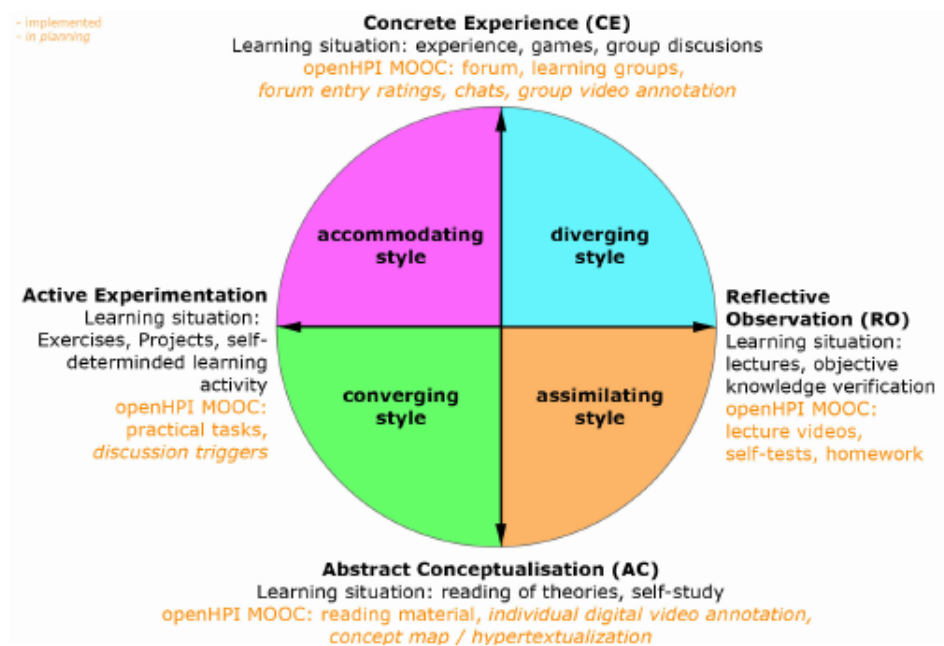 - implemented
- in planning
Concrete Experience (CE)
Learning situation: experience, games, group discusions
openHPI MOOC: forum, learning groups,
forum entry ratings, chats, group video annotation
accommodating
style
diverging
style
Active Experimentation
Learning situation:
Exercises, Projects, self-
determinded learning
activity
openHPI MOOC:
practical tasks,
discussion triggers
Reflective
Observation (RO)
Learning situation:
lectures, objective
knowledge verification
openHPI MOOC:
lecture videos,
self-tests, homework
converging
style
assimilating
style
Abstract Conceptualisation (AC)
Learning situation: reading of theories, self-study
openHPI MOOC: reading material, individual digital video annotation,
concept map / hypertextualization